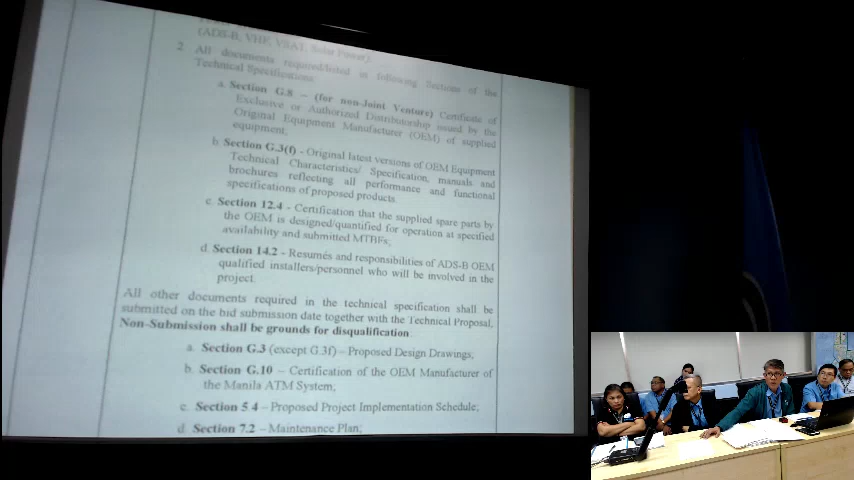 (ADS-B, VHF, VSAT, Solar Power).
2. All documents required/listed in following Sections of the
Technical Specifications:
a. Section G.8 – (for non-Joint Venture) Certificate of
Exclusive or Authorized Distributorship issued by the
Original Equipment Manufacturer (OEM) of supplied
equipment;
b. Section G.3(f) - Original latest versions of OEM Equipment
Technical Characteristics/ Specification, manuals and
brochures reflecting all performance and functional
specifications of proposed products
c. Section 12.4 - Certification that the supplied spare parts by
the OEM is designed/quantified for operation at specified
availability and submitted MTBFs;
d. Section 14.2 - Resumés and responsibilities of ADS-B OEM
qualified installers/personnel who will be involved in the
project.
All other documents required in the technical specification shall be
submitted on the bid submission date together with the Technical Proposal,
Non-Submission shall be grounds for disqualification:
a. Section G.3 (except G.3f) – Proposed Design Drawings;
b. Section G.10 – Certification of the OEM Manufacturer of
the Manila ATM System;
c. Section 5.4 – Proposed Project Implementation Schedule;
d. Section 7.2 – Maintenance Plan;